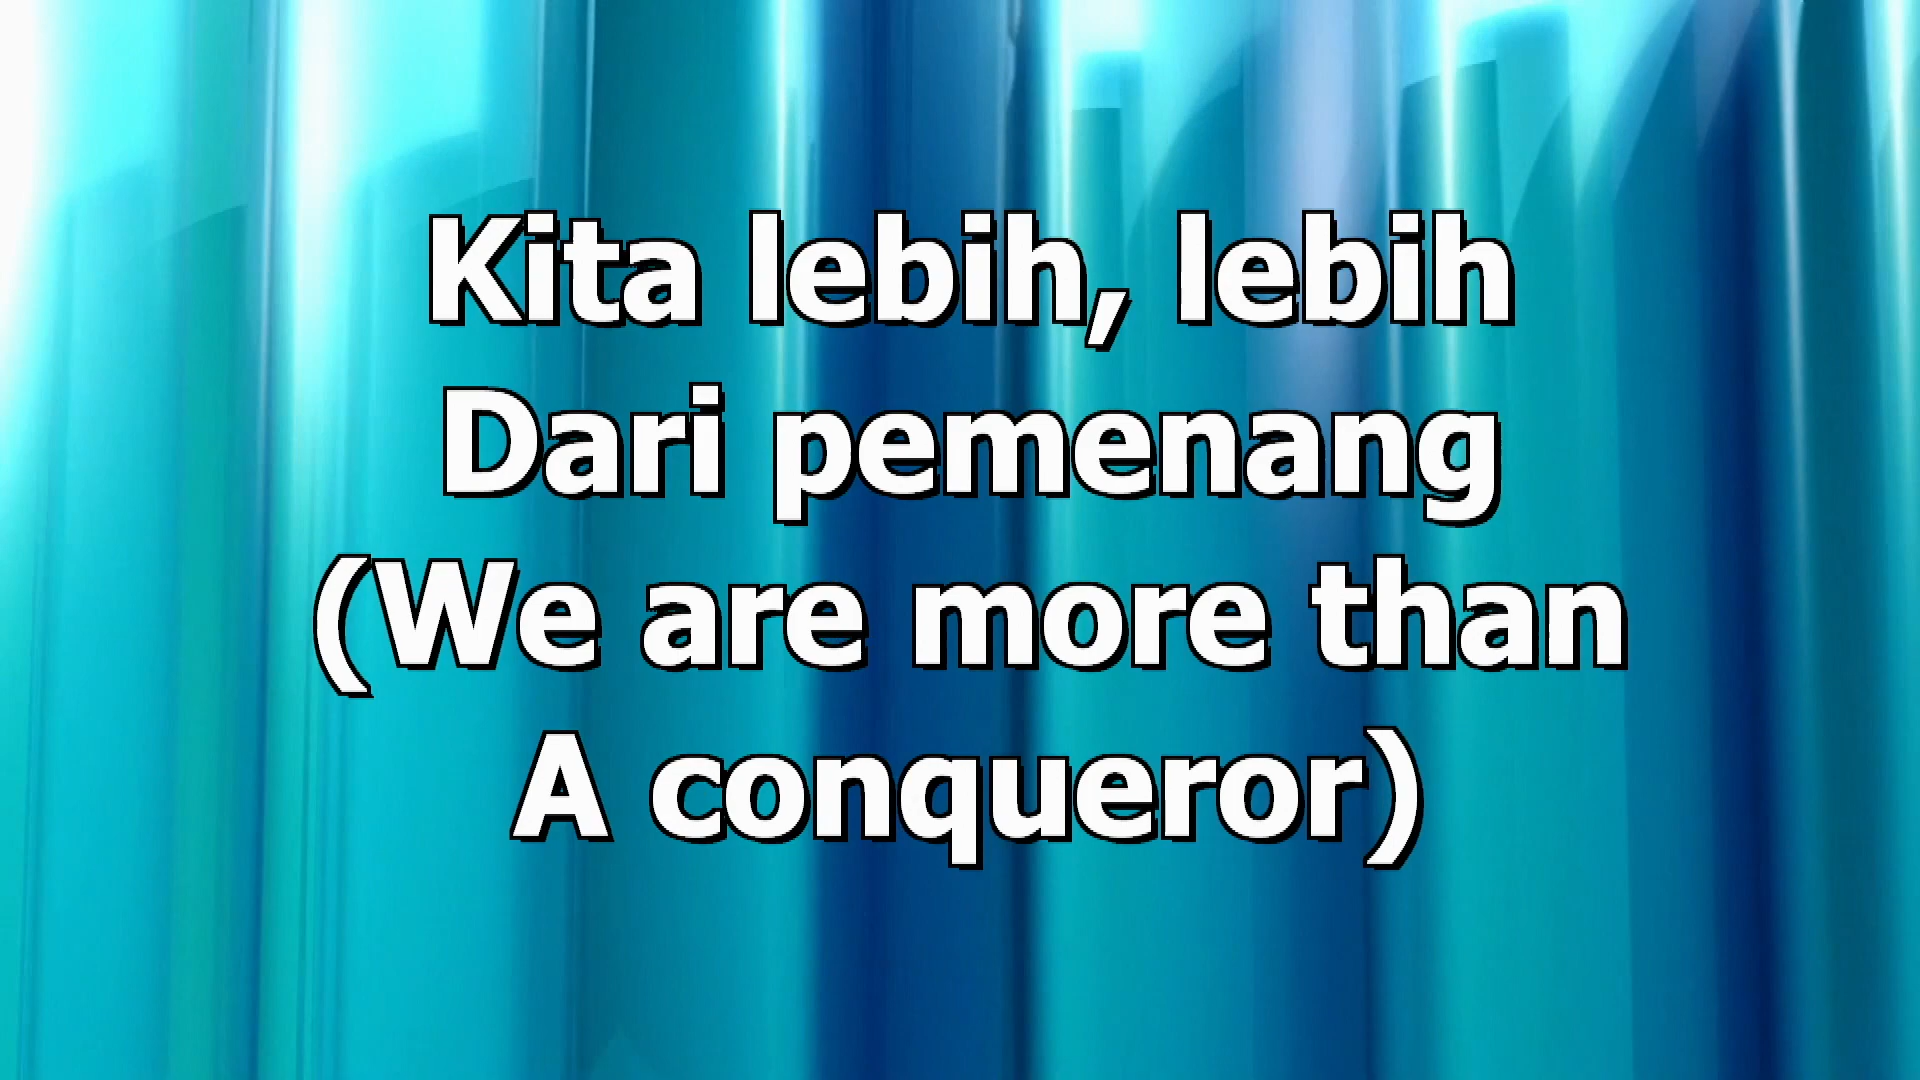 Kita lebih, lebih
Dari pemenang
(We are more than
A conqueror)